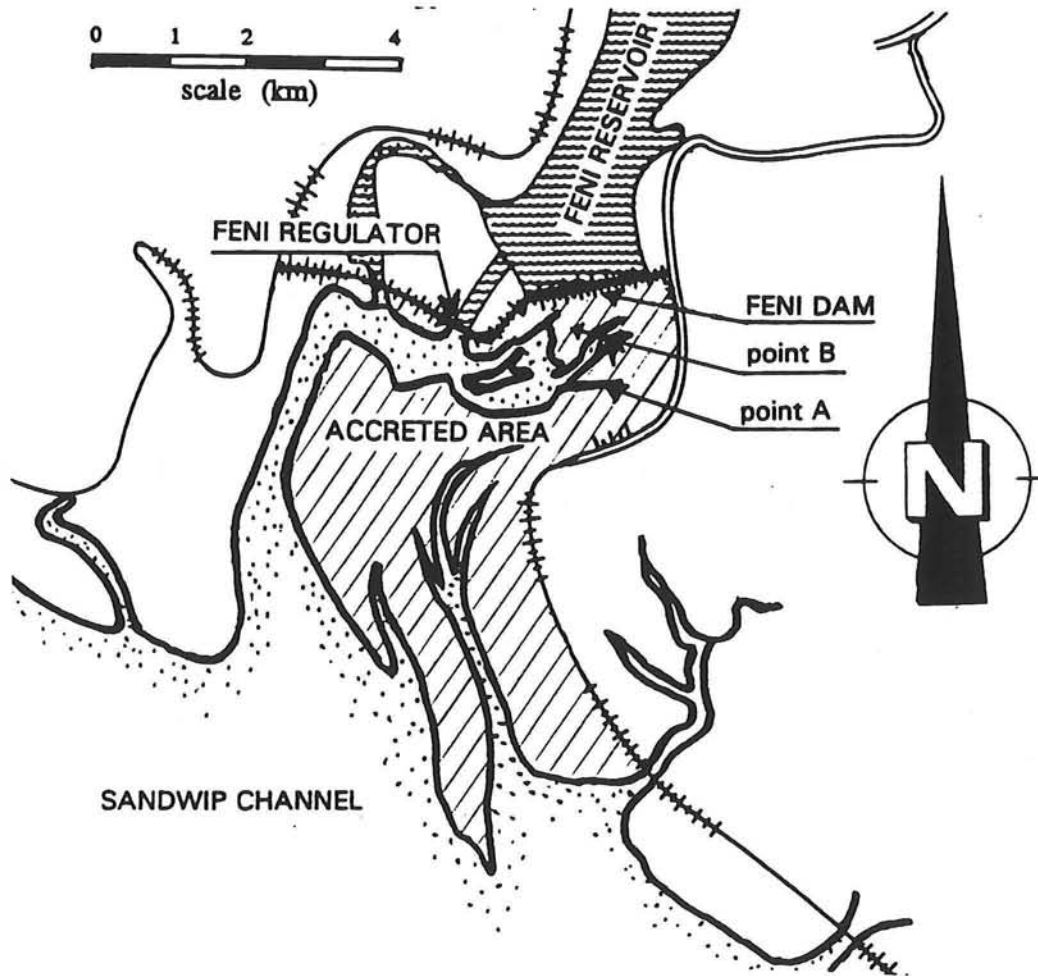 0 1 2 4
scale (km)
FENI RESERVOIR
FENI REGULATOR
FENI DAM
point B
point A
ACCRETED AREA
N
SANDWIP CHANNEL